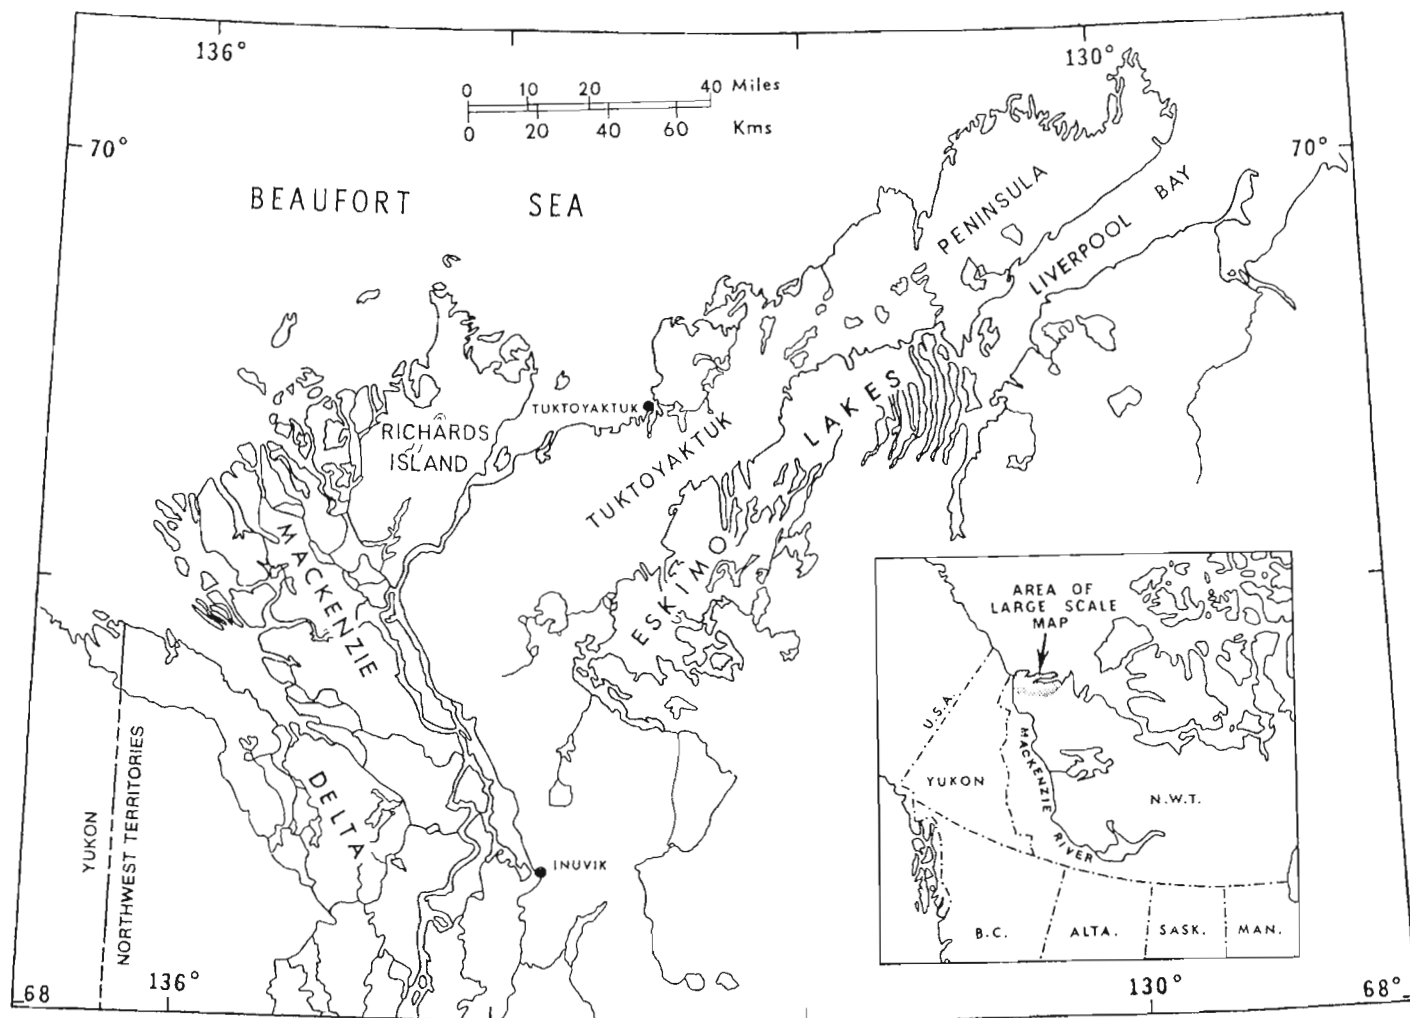 136°
130°
0 10 20 40 Miles
0 20 40 60 Kms
70°
70°
BEAUFORT SEA
PENINSULA
LIVERPOOL BAY
TUKTOYAKTUK
RICHARDS
ISLAND
TUKTOYAKTUK
ESKIMO LAKES
MACKENZIE
DELTA
INUVIK
YUKON
NORTHWEST TERRITORIES
AREA OF
LARGE SCALE
MAP
U.S.A.
YUKON
MACKENZIE RIVER
N.W.T.
B.C.
ALTA.
SASK.
MAN.
68
136°
130°
68°